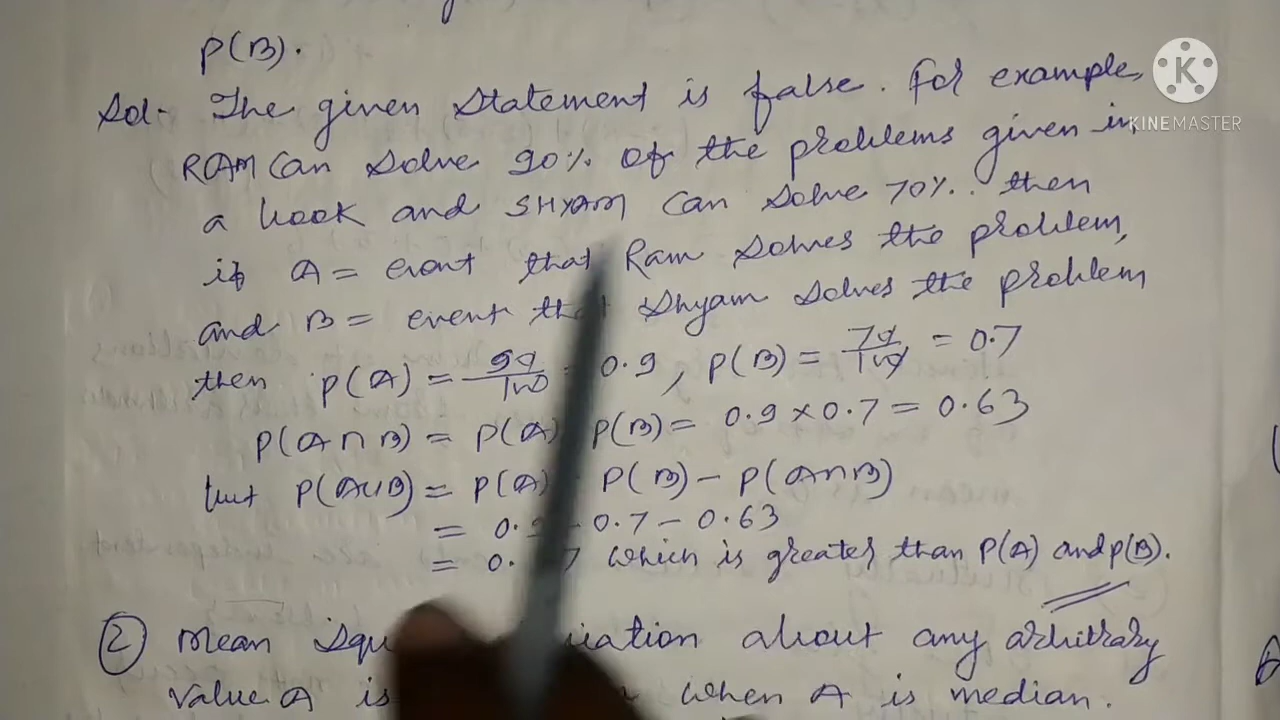 P(B).
Sol- The given statement is false. For example,
RAM Can solve 90% of the problems given in
a book and SHYAM can solve 70%. then
if A = event that Ram solves the problem,
and B = event that Shyam solves the problem
then P(A) = 90/100 = 0.9, P(B) = 70/100 = 0.7
P(A∩B) = P(A) P(B) = 0.9 × 0.7 = 0.63
but P(A∪B) = P(A) P(B) - P(A∩B)
= 0. 0.7 - 0.63
= 0. 7 which is greater than P(A) and P(B).
② Mean about any arbitrary
value A is when A is median.
KINEMASTER